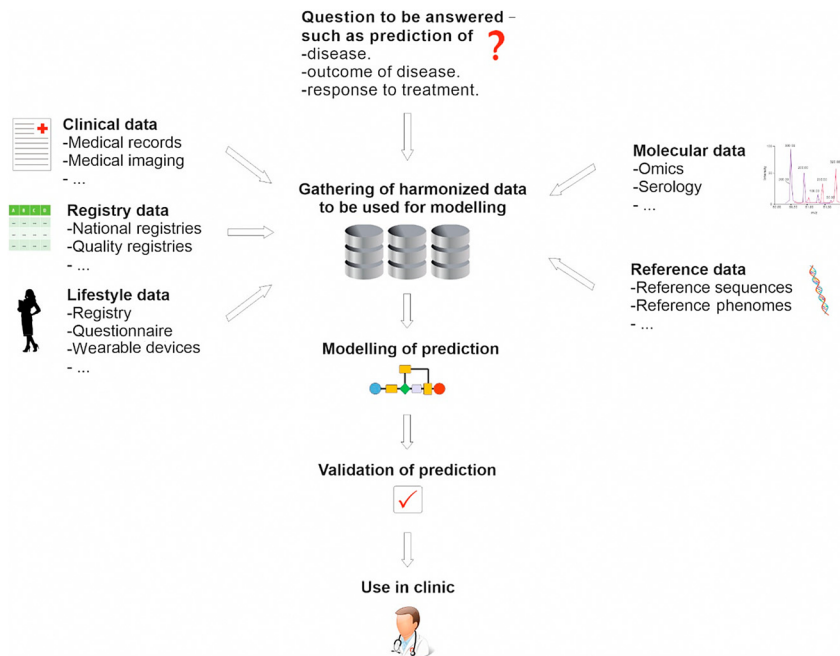 Question to be answered –
such as prediction of
-disease.
-outcome of disease.
-response to treatment.
?
Clinical data
-Medical records
-Medical imaging
- ...
Registry data
-National registries
-Quality registries
- ...
Lifestyle data
-Registry
-Questionnaire
-Wearable devices
- ...
A B C D
Gathering of harmonized data
to be used for modelling
Molecular data
-Omics
-Serology
- ...
Reference data
-Reference sequences
-Reference phenomes
- ...
Modelling of prediction
Validation of prediction
Use in clinic